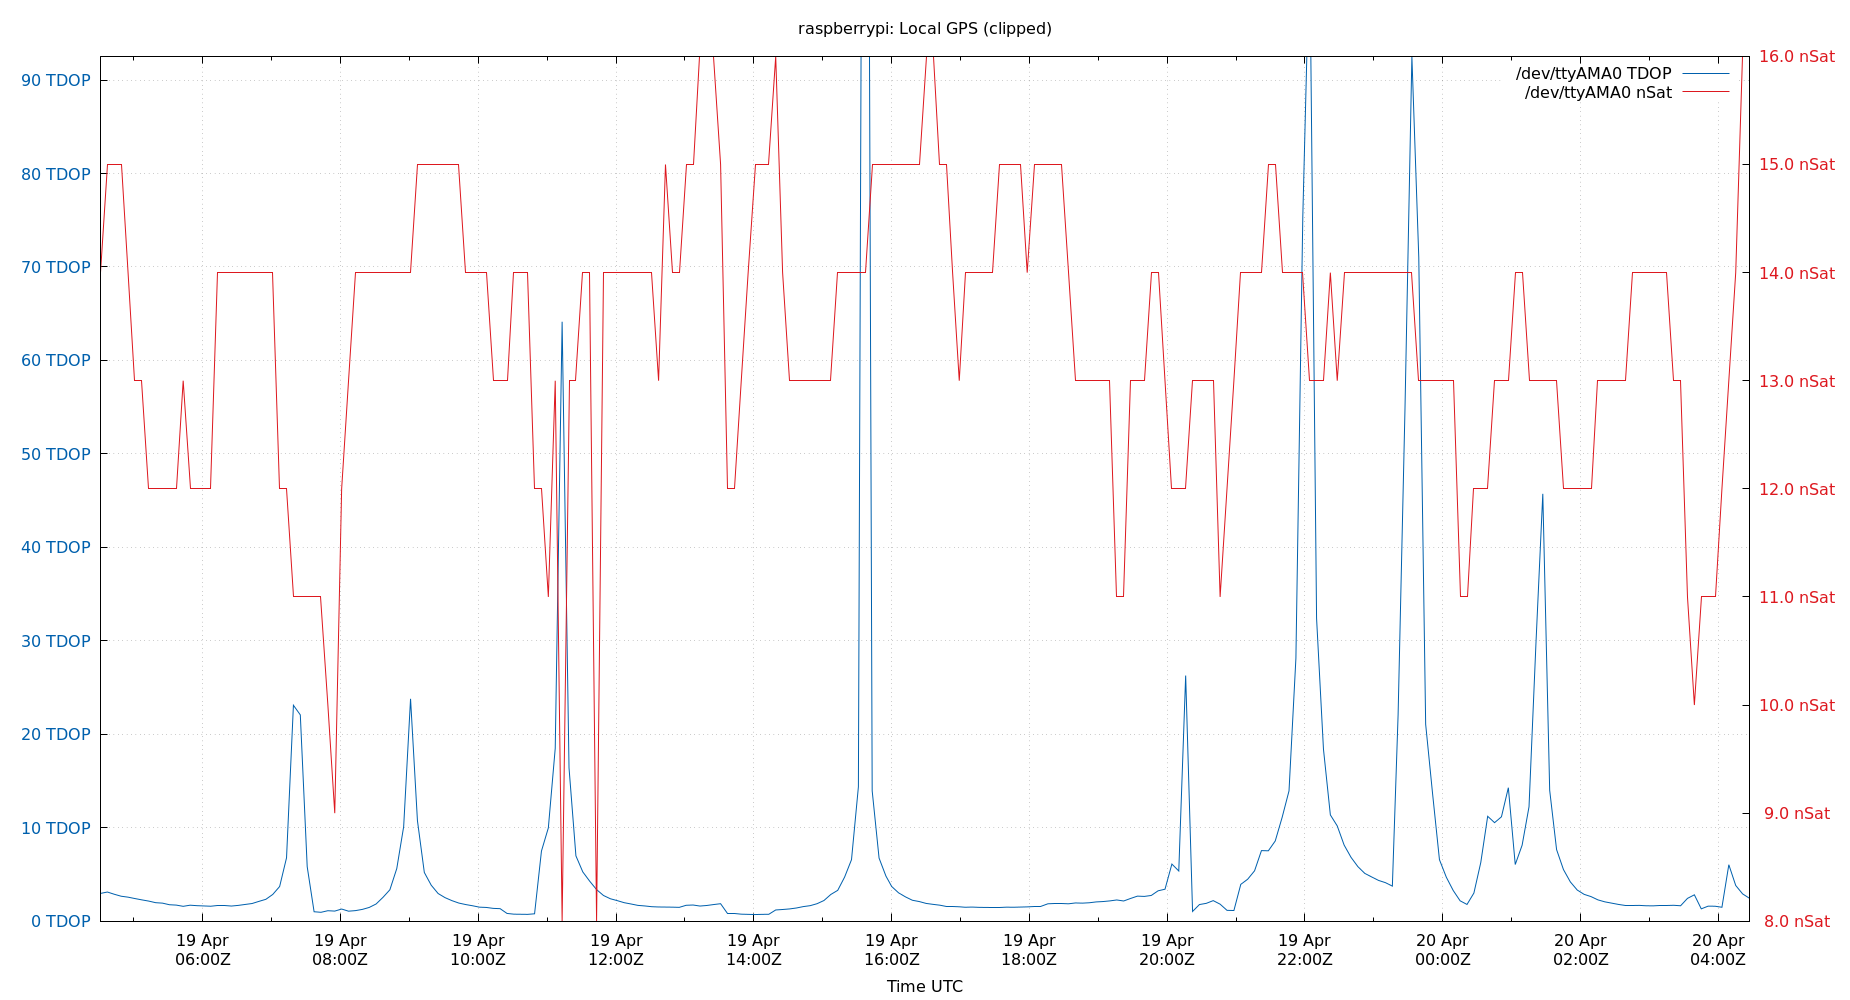 raspberrypi: Local GPS (clipped)
/dev/ttyAMA0 TDOP
/dev/ttyAMA0 nSat
90 TDOP
80 TDOP
70 TDOP
60 TDOP
50 TDOP
40 TDOP
30 TDOP
20 TDOP
10 TDOP
0 TDOP
16.0 nSat
15.0 nSat
14.0 nSat
13.0 nSat
12.0 nSat
11.0 nSat
10.0 nSat
9.0 nSat
8.0 nSat
19 Apr
06:00Z
19 Apr
08:00Z
19 Apr
10:00Z
19 Apr
12:00Z
19 Apr
14:00Z
19 Apr
16:00Z
19 Apr
18:00Z
19 Apr
20:00Z
19 Apr
22:00Z
20 Apr
00:00Z
20 Apr
02:00Z
20 Apr
04:00Z
Time UTC